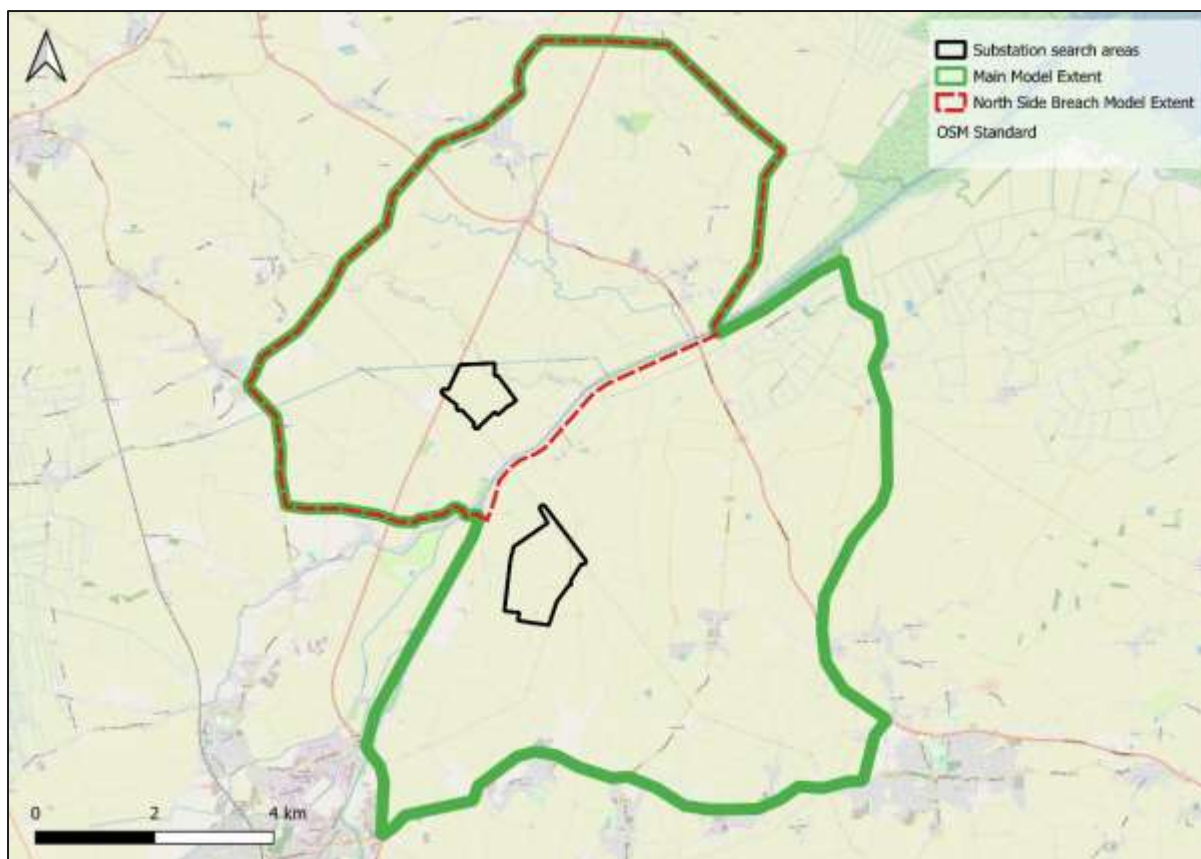 Substation search areas
Main Model Extent
North Side Breach Model Extent
OSM Standard
0 2 4 km